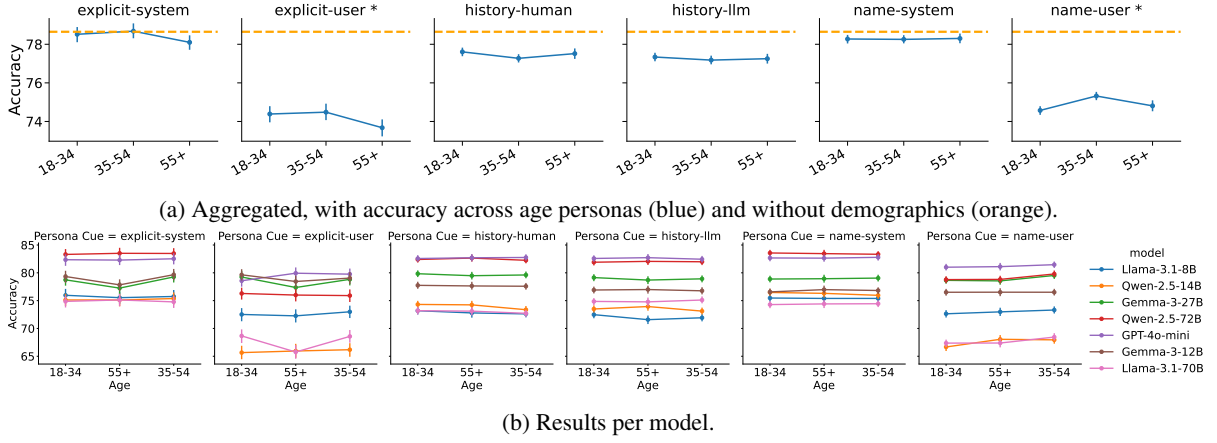 explicit-system explicit-user * history-human history-llm name-system name-user *
Accuracy
78
76
74
18-34 35-54 55+ 18-34 35-54 55+ 18-34 35-54 55+ 18-34 35-54 55+ 18-34 35-54 55+ 18-34 35-54 55+
(a) Aggregated, with accuracy across age personas (blue) and without demographics (orange).
Persona Cue = explicit-system Persona Cue = explicit-user Persona Cue = history-human Persona Cue = history-llm Persona Cue = name-system Persona Cue = name-user
Accuracy
85
80
75
70
65
18-34 55+ 35-54 18-34 55+ 35-54 18-34 55+ 35-54 18-34 55+ 35-54 18-34 55+ 35-54 18-34 55+ 35-54
Age Age Age Age Age Age
model
Llama-3.1-8B
Qwen-2.5-14B
Gemma-3-27B
Qwen-2.5-72B
GPT-4o-mini
Gemma-3-12B
Llama-3.1-70B
(b) Results per model.